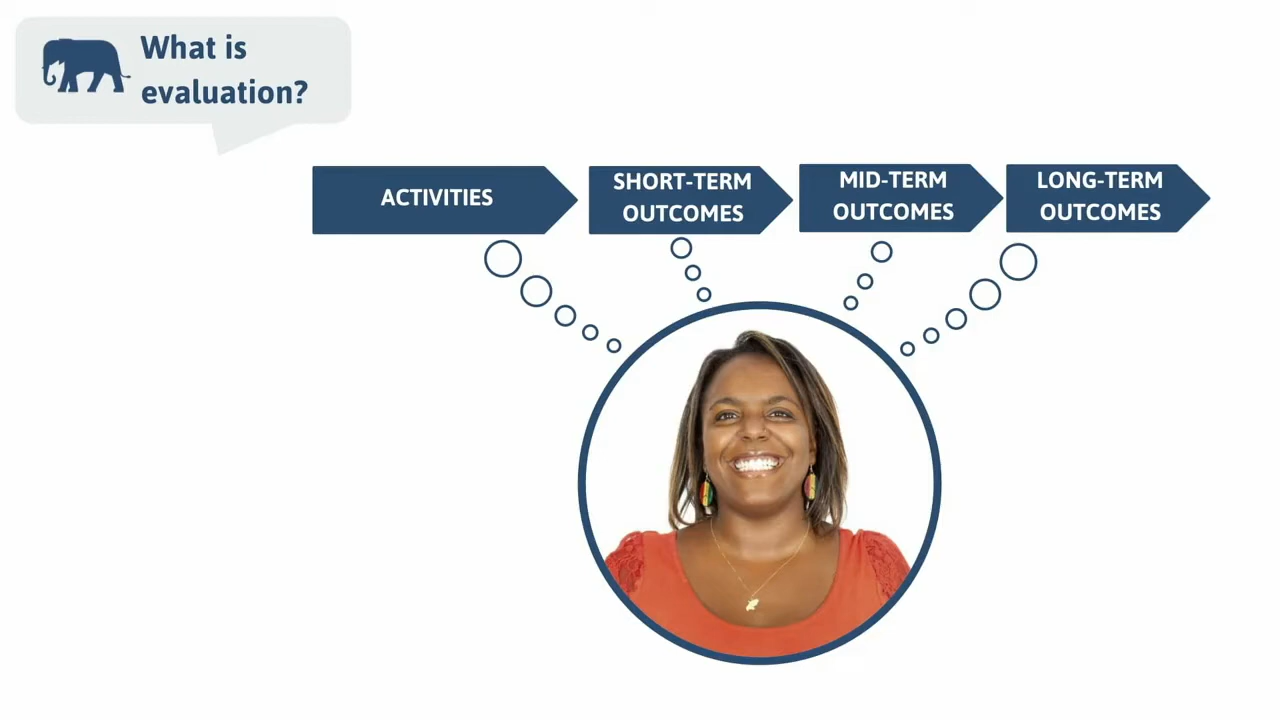 What is
evaluation?
ACTIVITIES
SHORT-TERM
OUTCOMES
MID-TERM
OUTCOMES
LONG-TERM
OUTCOMES